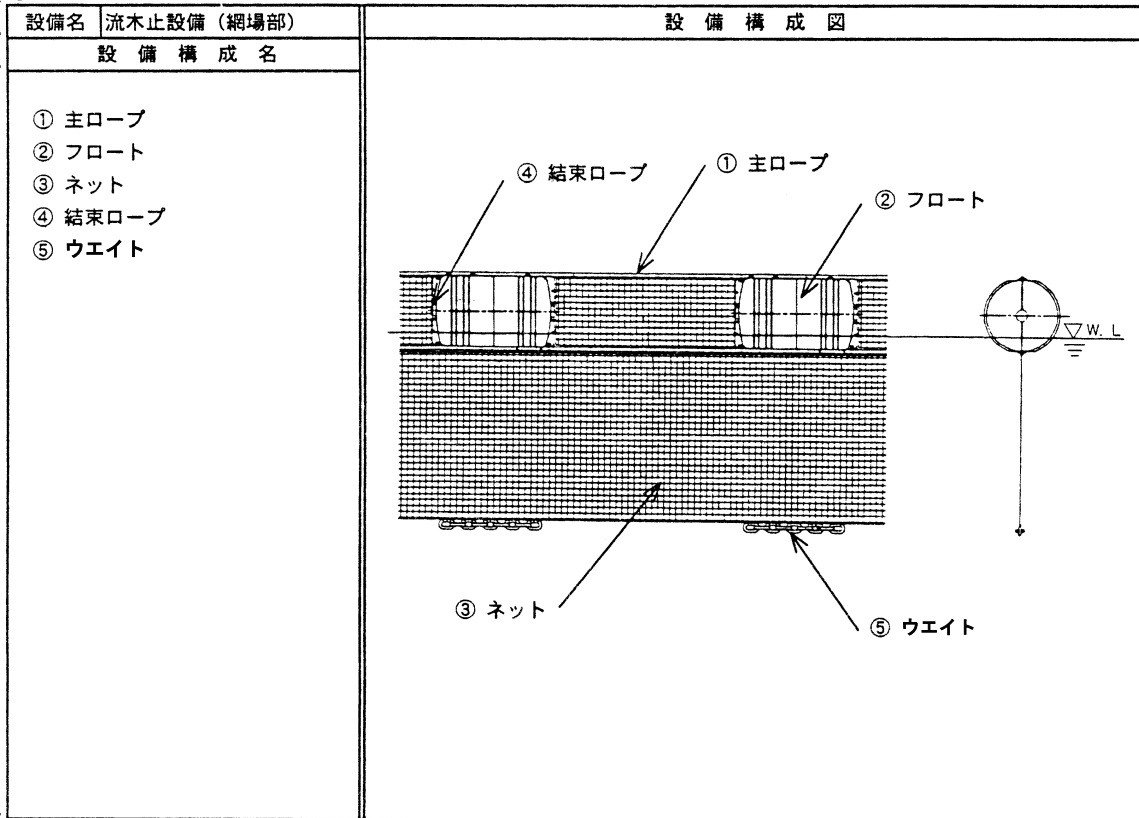 設備名 流木止設備(網場部)
設備構成名
① 主ロープ
② フロート
③ ネット
④ 結束ロープ
⑤ ウエイト
設備構成図
④ 結束ロープ
① 主ロープ
② フロート
W. L
③ ネット
⑤ ウエイト